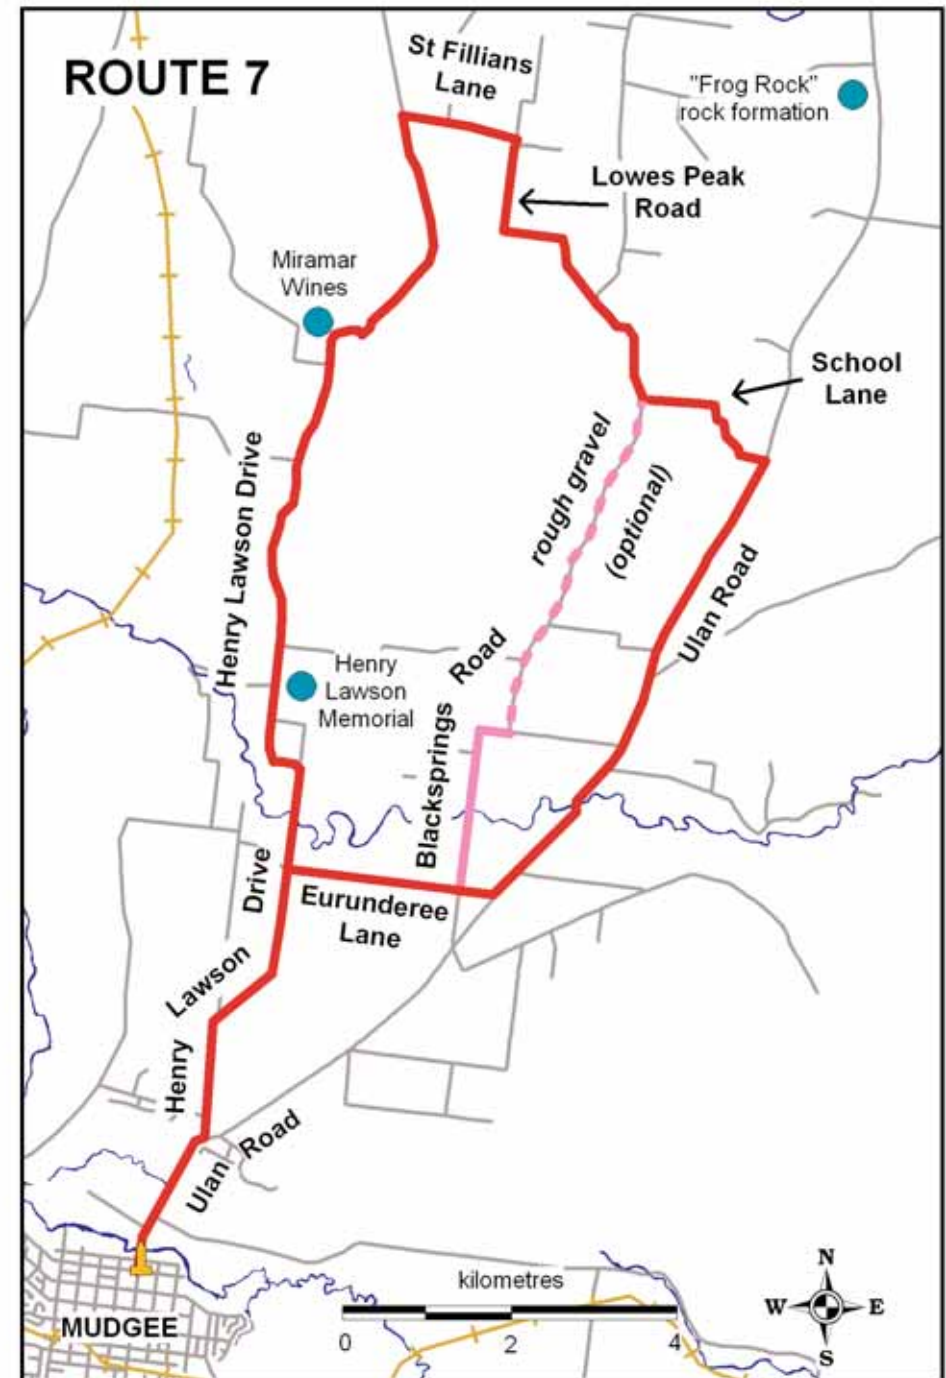 ROUTE 7
St Fillians
Lane
"Frog Rock"
rock formation
Lowes Peak
Road
Miramar
Wines
School
Lane
rough gravel
(optional)
Henry Lawson Drive
Ulan Road
Henry
Lawson
Memorial
Blacksprings Road
Eurunderee
Lane
Henry Lawson Drive
Ulan Road
kilometres
0 2 4
N
W E
S
MUDGEE